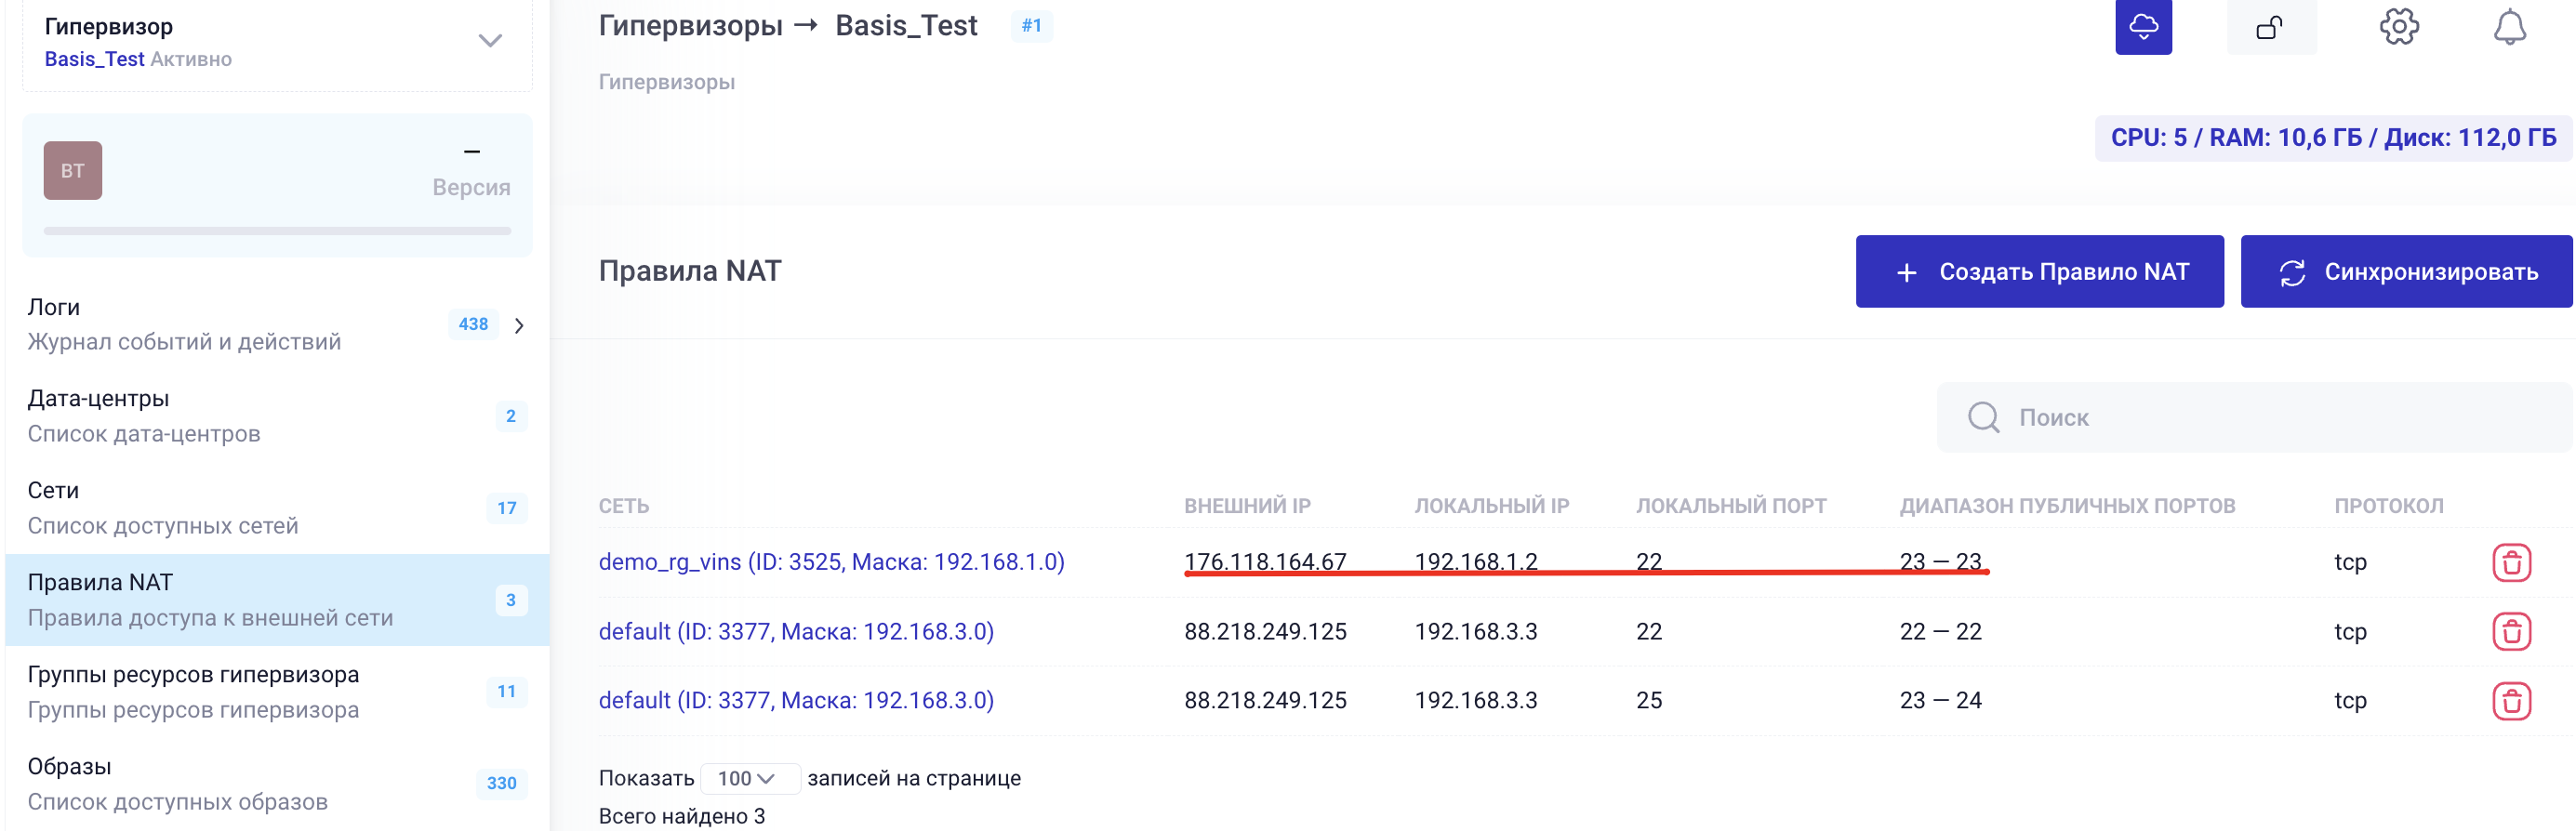 Гипервизор
Basis_Test Активно
BT
–
Версия
Логи
Журнал событий и действий
438
Дата-центры
Список дата-центров
2
Сети
Список доступных сетей
17
Правила NAT
Правила доступа к внешней сети
3
Группы ресурсов гипервизора
Группы ресурсов гипервизора
11
Образы
Список доступных образов
330
Гипервизоры → Basis_Test #1
Гипервизоры
CPU: 5 / RAM: 10,6 ГБ / Диск: 112,0 ГБ
Правила NAT
+ Создать Правило NAT
Синхронизировать
Поиск
СЕТЬ ВНЕШНИЙ IP ЛОКАЛЬНЫЙ IP ЛОКАЛЬНЫЙ ПОРТ ДИАПАЗОН ПУБЛИЧНЫХ ПОРТОВ ПРОТОКОЛ
demo_rg_vins (ID: 3525, Маска: 192.168.1.0) 176.118.164.67 192.168.1.2 22 23 – 23 tcp
default (ID: 3377, Маска: 192.168.3.0) 88.218.249.125 192.168.3.3 22 22 – 22 tcp
default (ID: 3377, Маска: 192.168.3.0) 88.218.249.125 192.168.3.3 25 23 – 24 tcp
Показать 100 записей на странице
Всего найдено 3